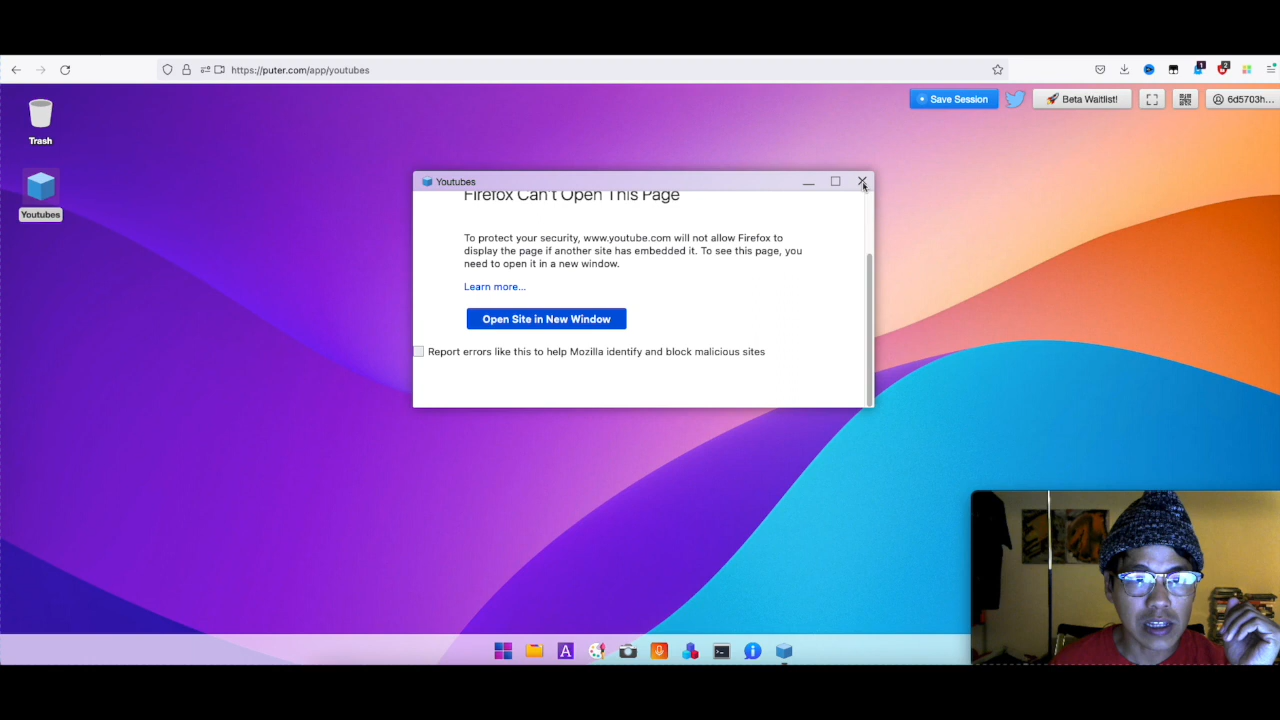 https://puter.com/app/youtubes
1
2
Save Session
Beta Waitlist!
6d5703h...
Trash
Youtubes
Youtubes
Firefox Can't Open This Page
To protect your security, www.youtube.com will not allow Firefox to
display the page if another site has embedded it. To see this page, you
need to open it in a new window.
Learn more...
Open Site in New Window
Report errors like this to help Mozilla identify and block malicious sites
A